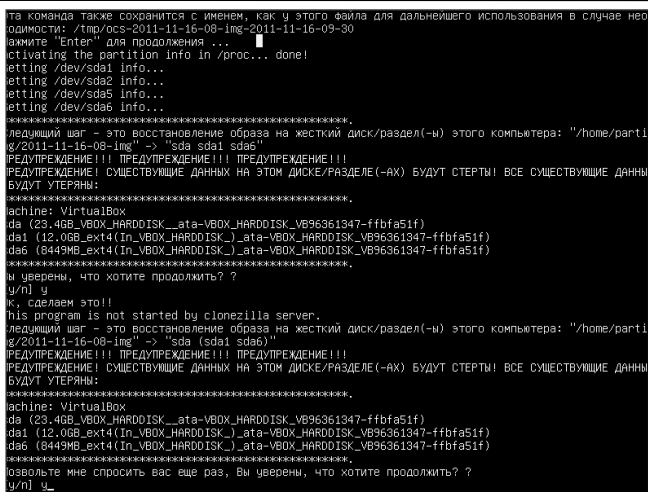 та команда также сохранится с именем, как у этого файла для дальнейшего использования в случае нео
одимости: /tmp/ocs-2011-11-16-08-img-2011-11-16-09-30
ажмите "Enter" для продолжения ...
ctivating the partition info in /proc... done!
etting /dev/sda1 info...
etting /dev/sda2 info...
etting /dev/sda5 info...
etting /dev/sda6 info...
*****************************************************.
ледующий шаг - это восстановление образа на жесткий диск/раздел(-ы) этого компьютера: "/home/parti
g/2011-11-16-08-img" -> "sda sda1 sda6"
ПРЕДУПРЕЖДЕНИЕ!!! ПРЕДУПРЕЖДЕНИЕ!!! ПРЕДУПРЕЖДЕНИЕ!!!
ПРЕДУПРЕЖДЕНИЕ! СУЩЕСТВУЮЩИЕ ДАННЫХ НА ЭТОМ ДИСКЕ/РАЗДЕЛЕ(-АХ) БУДУТ СТЕРТЫ! ВСЕ СУЩЕСТВУЮЩИЕ ДАННЫ
БУДУТ УТЕРЯНЫ:
*****************************************************.
achine: VirtualBox
da (23.4GB_VBOX_HARDDISK__ata-VBOX_HARDDISK_VB96361347-ffbfa51f)
da1 (12.0GB_ext4(In_VBOX_HARDDISK_)_ata-VBOX_HARDDISK_VB96361347-ffbfa51f)
da6 (8449MB_ext4(In_VBOX_HARDDISK_)_ata-VBOX_HARDDISK_VB96361347-ffbfa51f)
*****************************************************.
ы уверены, что хотите продолжить? ?
[y/n] y
к, сделаем это!!
his program is not started by clonezilla server.
ледующий шаг - это восстановление образа на жесткий диск/раздел(-ы) этого компьютера: "/home/parti
g/2011-11-16-08-img" -> "sda (sda1 sda6)"
ПРЕДУПРЕЖДЕНИЕ!!! ПРЕДУПРЕЖДЕНИЕ!!! ПРЕДУПРЕЖДЕНИЕ!!!
ПРЕДУПРЕЖДЕНИЕ! СУЩЕСТВУЮЩИЕ ДАННЫХ НА ЭТОМ ДИСКЕ/РАЗДЕЛЕ(-АХ) БУДУТ СТЕРТЫ! ВСЕ СУЩЕСТВУЮЩИЕ ДАННЫ
БУДУТ УТЕРЯНЫ:
*****************************************************.
achine: VirtualBox
da (23.4GB_VBOX_HARDDISK__ata-VBOX_HARDDISK_VB96361347-ffbfa51f)
da1 (12.0GB_ext4(In_VBOX_HARDDISK_)_ata-VBOX_HARDDISK_VB96361347-ffbfa51f)
da6 (8449MB_ext4(In_VBOX_HARDDISK_)_ata-VBOX_HARDDISK_VB96361347-ffbfa51f)
*****************************************************.
озвольте мне спросить вас еще раз, Вы уверены, что хотите продолжить? ?
[y/n] y_